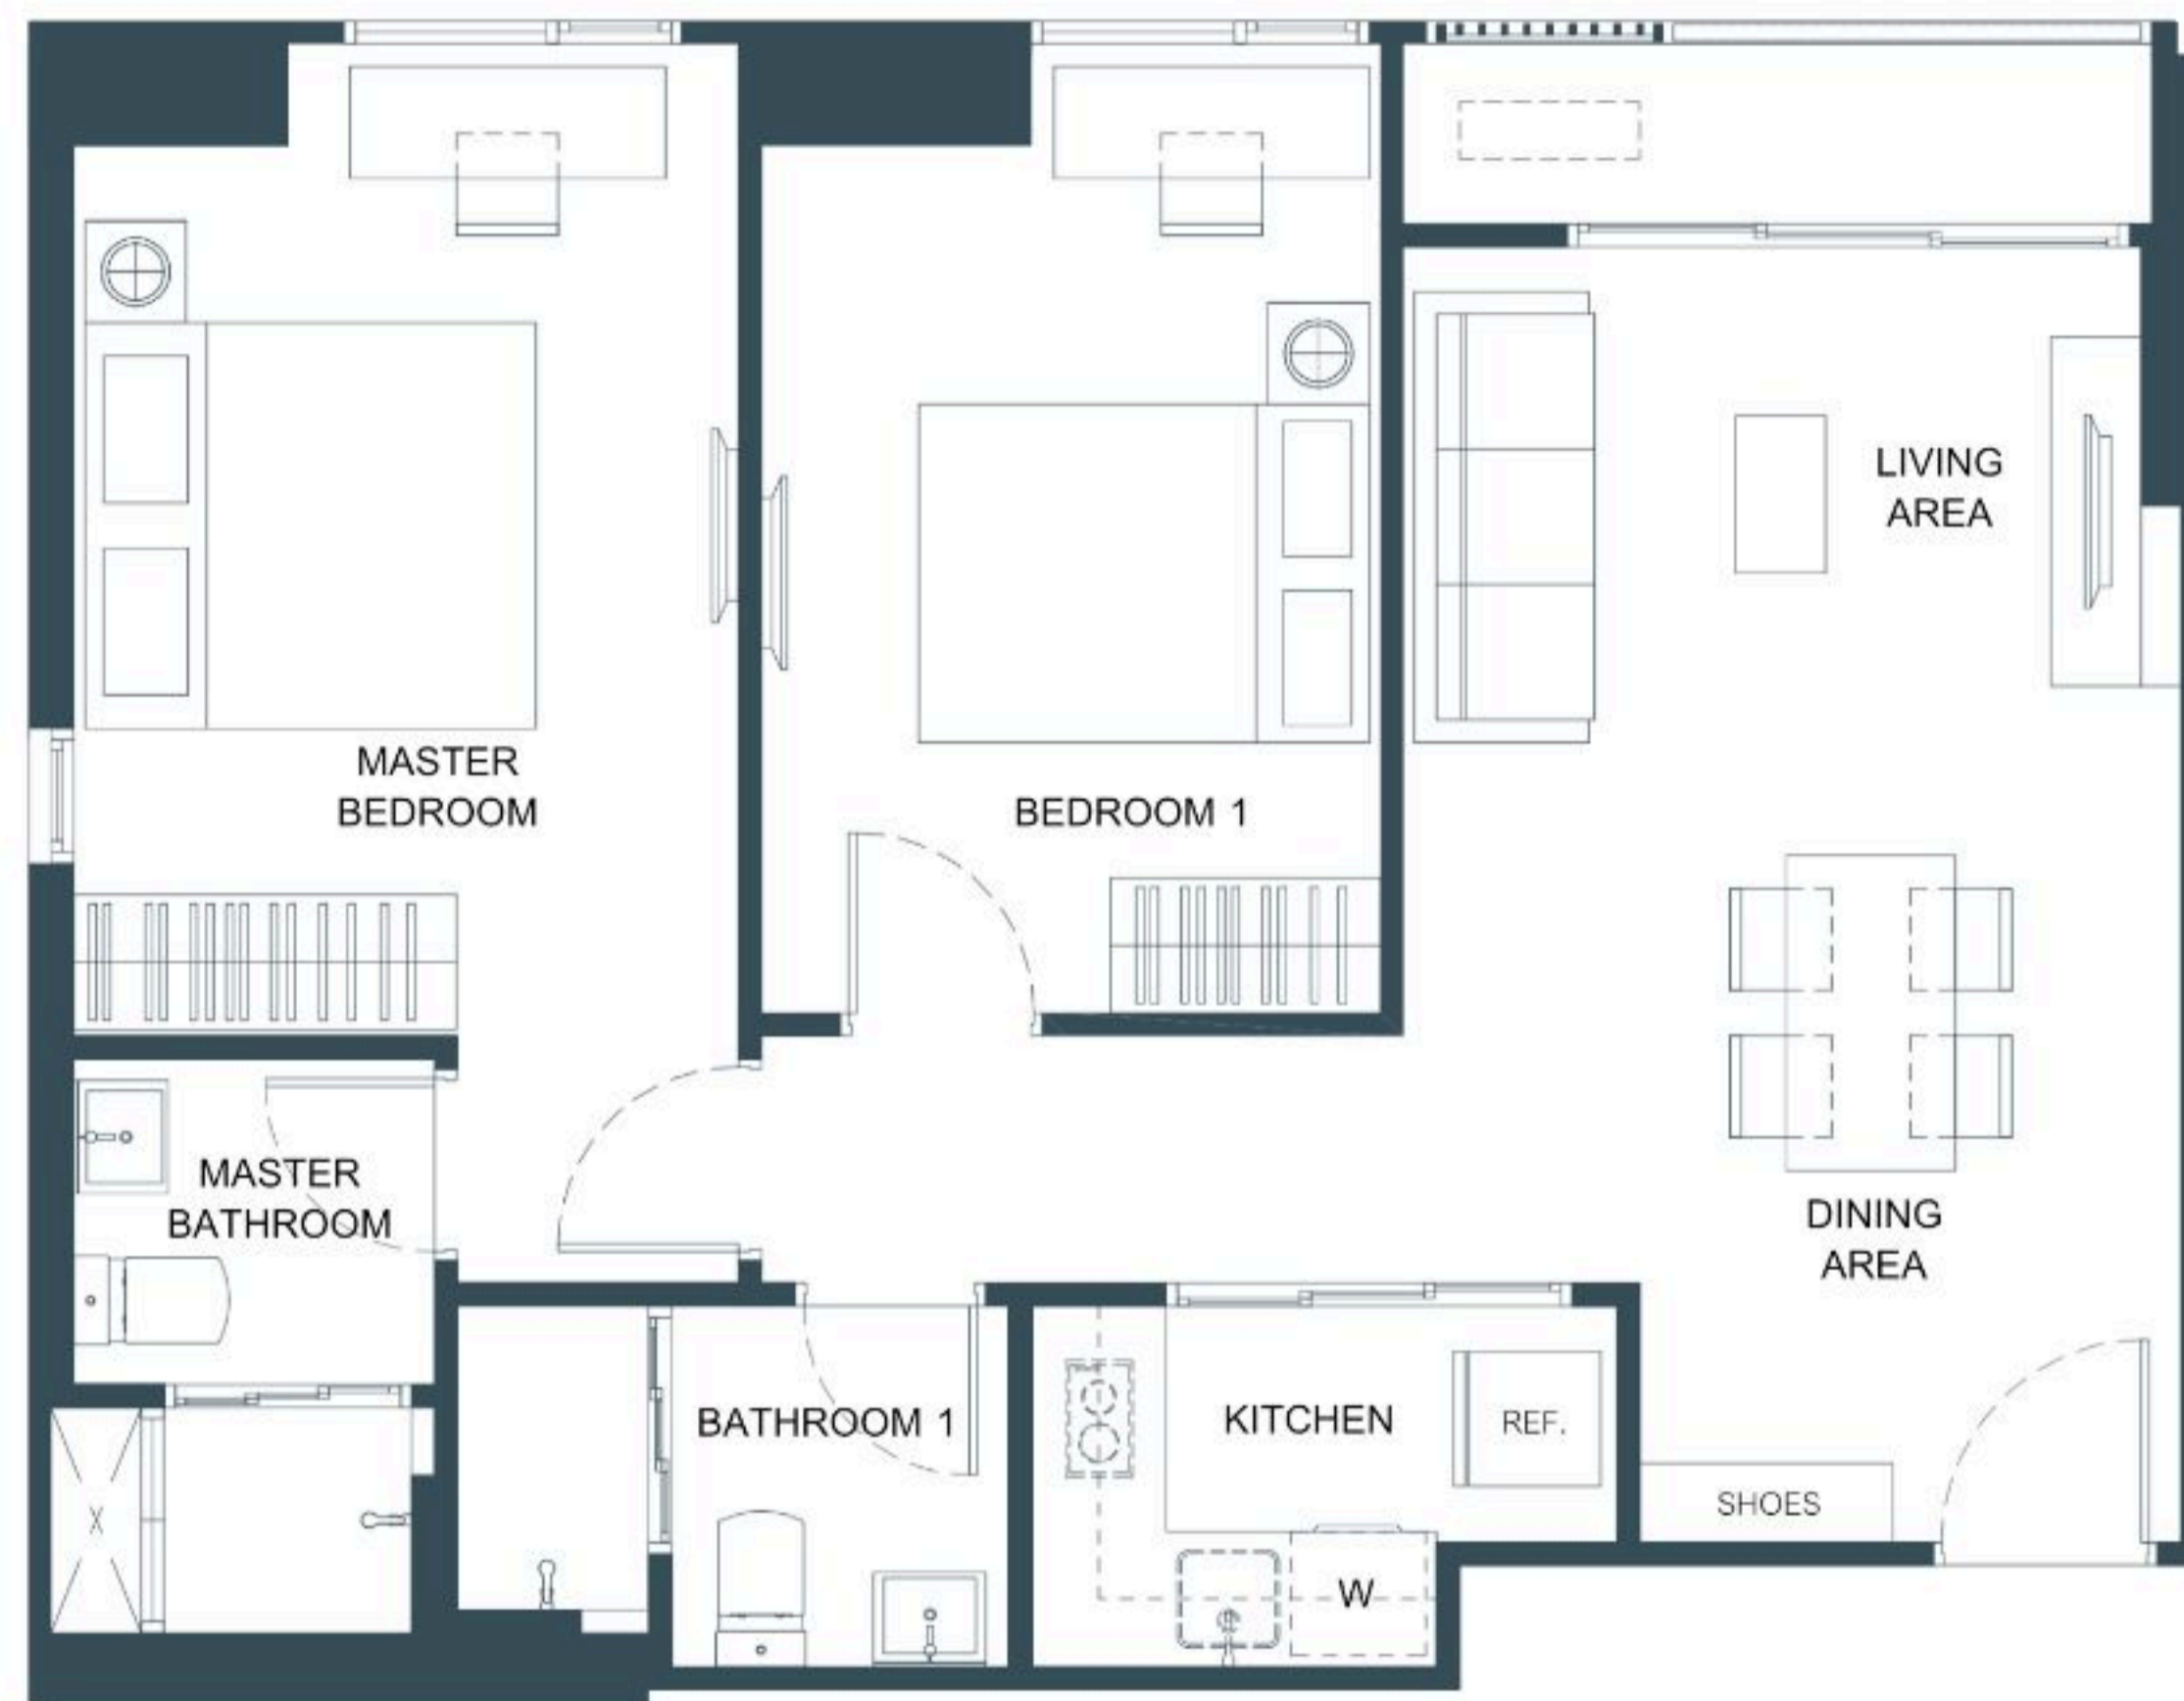 LIVING
AREA
MASTER
BEDROOM
BEDROOM 1
MASTER
BATHROOM
DINING
AREA
BATHROOM 1
KITCHEN
REF.
SHOES
X
W